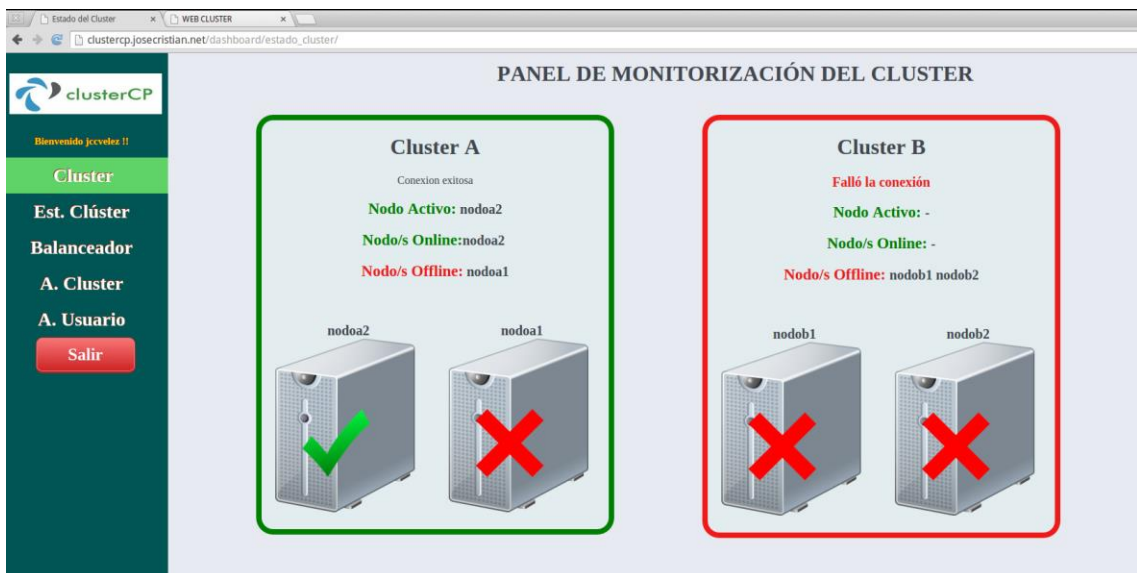 Estado del Cluster
WEB CLUSTER
clustercp.josecristian.net/dashboard/estado_cluster/
clusterCP
Bienvenido jccvelez !!
Cluster
Est. Clúster
Balanceador
A. Cluster
A. Usuario
Salir
PANEL DE MONITORIZACIÓN DEL CLUSTER
Cluster A
Conexion exitosa
Nodo Activo: nodoa2
Nodo/s Online:nodoa2
Nodo/s Offline: nodoa1
nodoa2 nodoa1
Cluster B
Falló la conexión
Nodo Activo: -
Nodo/s Online: -
Nodo/s Offline: nodob1 nodob2
nodob1 nodob2